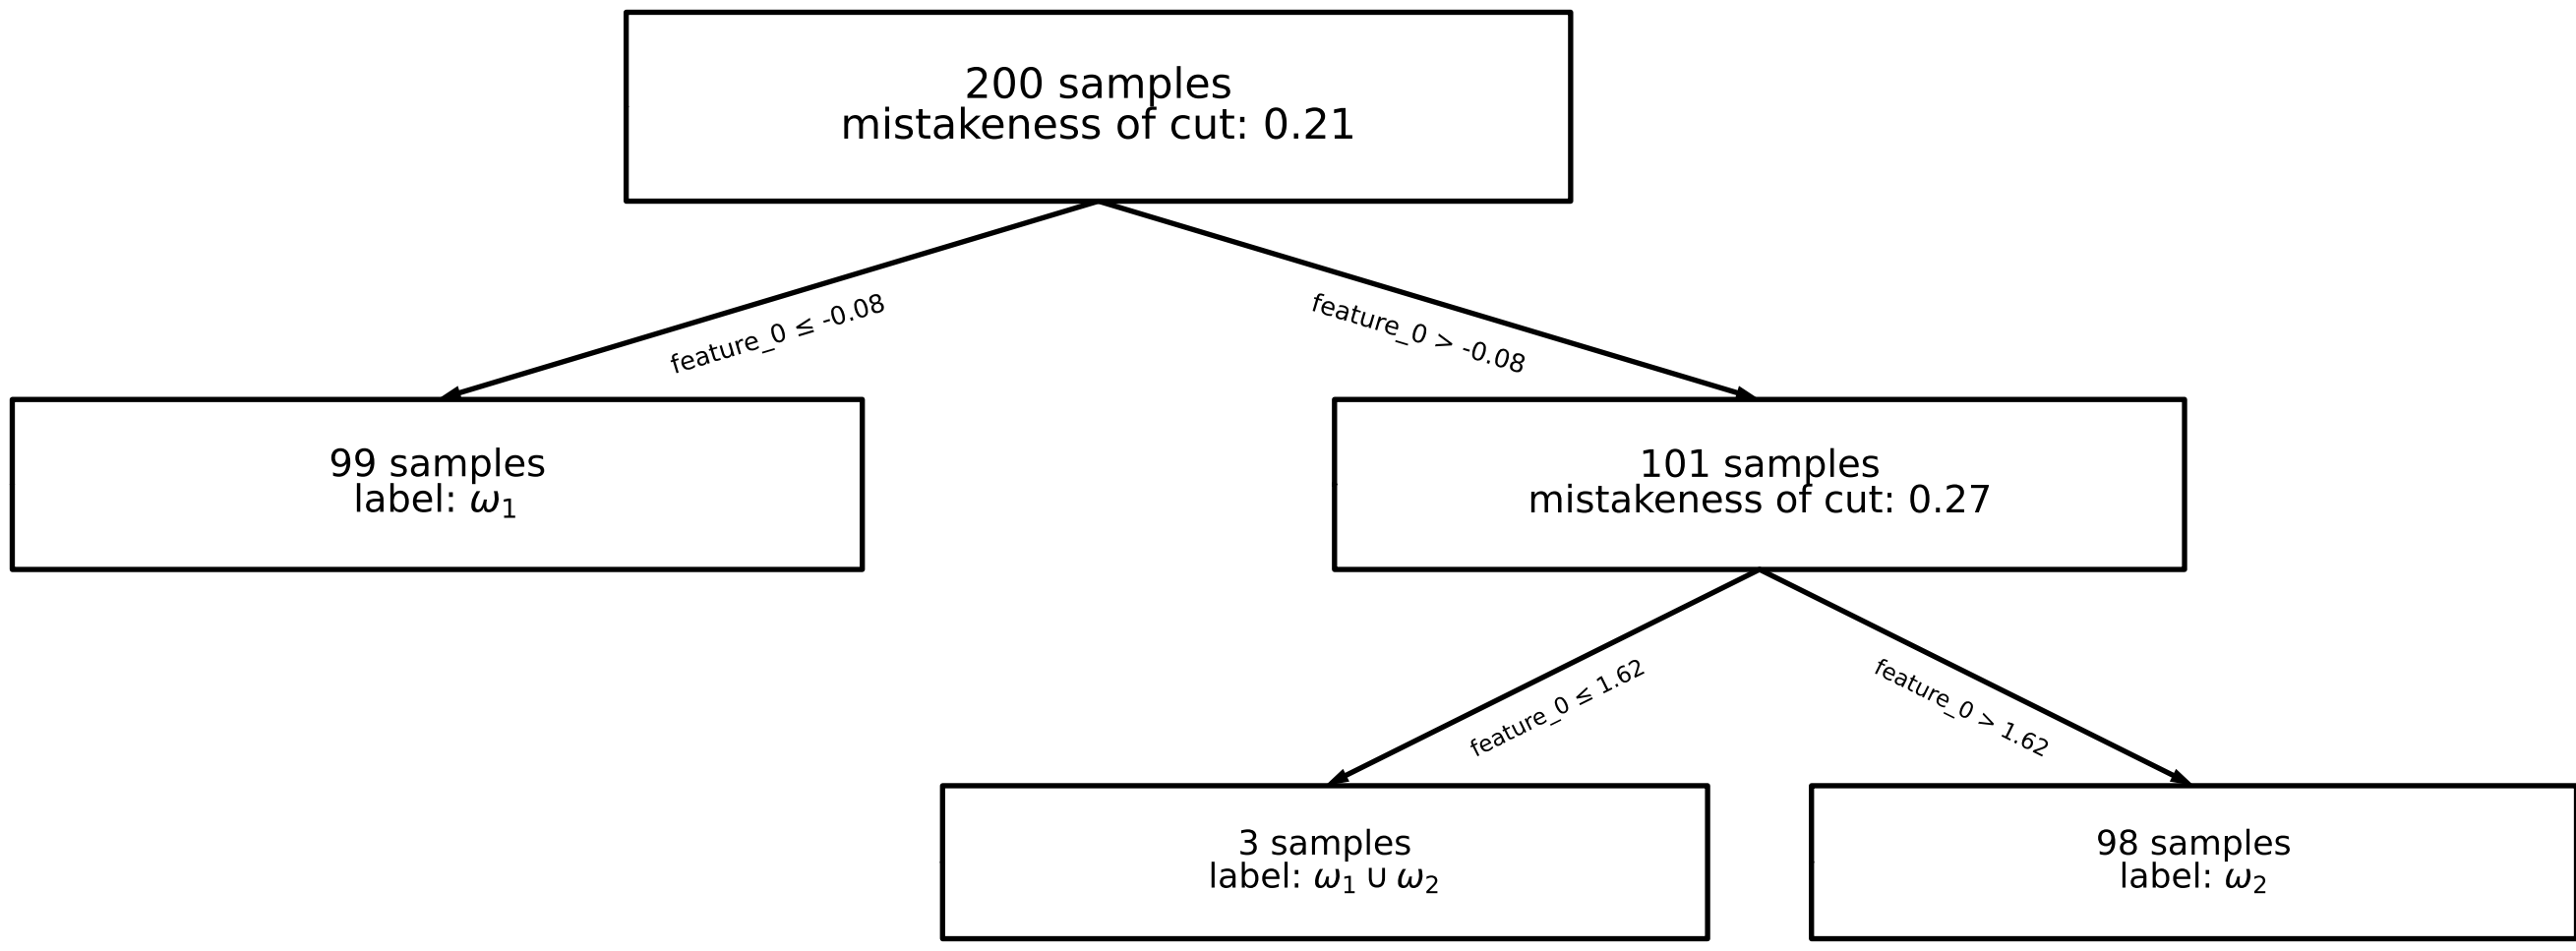 200 samples
mistakeness of cut: 0.21
feature_0 ≤ -0.08
feature_0 > -0.08
99 samples
label: ω₁
101 samples
mistakeness of cut: 0.27
feature_0 ≤ 1.62
feature_0 > 1.62
3 samples
label: ω₁ ∪ ω₂
98 samples
label: ω₂